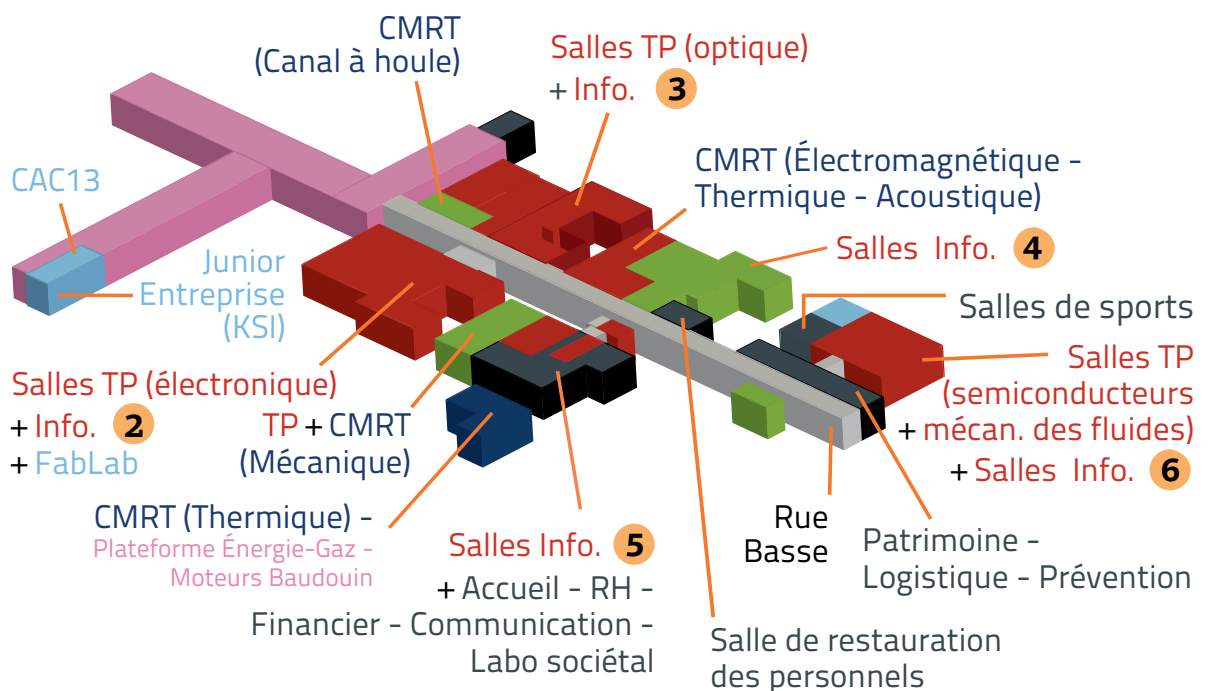 CMRT
(Canal à houle)
Salles TP (optique)
+ Info. 3
CMRT (Électromagnétique -
Thermique - Acoustique)
CAC13
Salles Info. 4
Junior
Entreprise
(KSI)
Salles de sports
Salles TP
(semiconducteurs
+ mécan. des fluides)
+ Salles Info. 6
Salles TP (électronique)
+ Info. 2
+ FabLab
TP + CMRT
(Mécanique)
CMRT (Thermique) -
Plateforme Énergie-Gaz -
Moteurs Baudouin
Salles Info. 5
+ Accueil - RH -
Financier - Communication -
Labo sociétal
Rue
Basse
Patrimoine -
Logistique - Prévention
Salle de restauration
des personnels